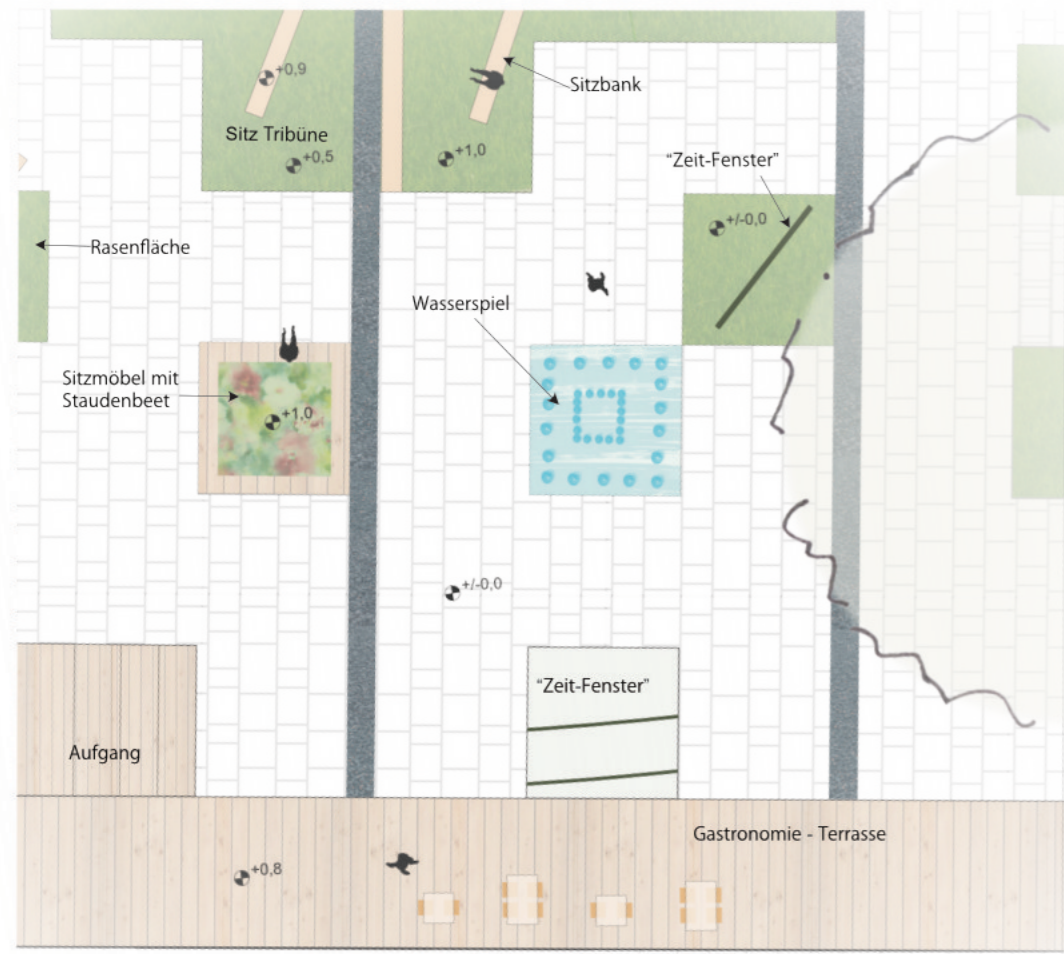 +0,9
Sitzbank
Sitz Tribüne
+0,5
+1,0
“Zeit-Fenster”
+/-0,0
Rasenfläche
Wasserspiel
Sitzmöbel mit
Staudenbeet
+1,0
+/-0,0
“Zeit-Fenster”
Aufgang
Gastronomie - Terrasse
+0,8